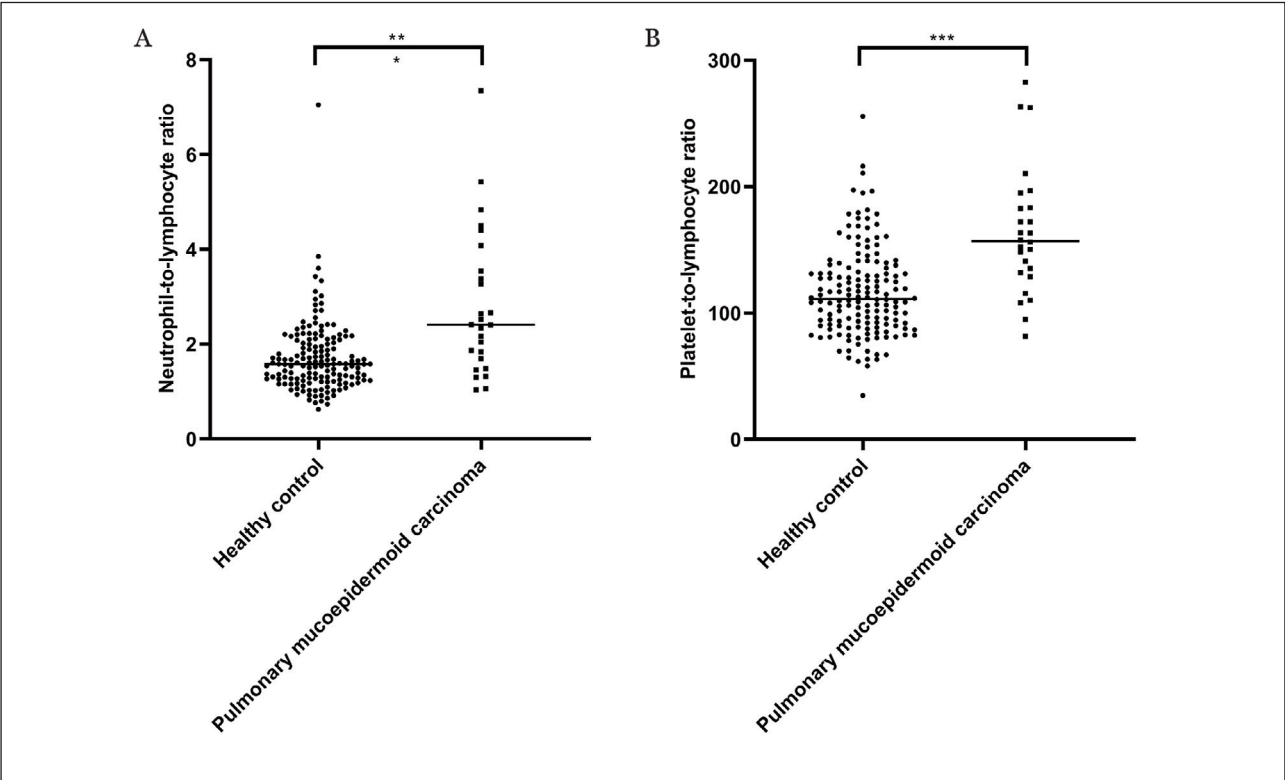 A
**
*
8
6
4
2
0
Neutrophil-to-lymphocyte ratio
Healthy control
Pulmonary mucoepidermoid carcinoma
B
***
300
200
100
0
Platelet-to-lymphocyte ratio
Healthy control
Pulmonary mucoepidermoid carcinoma